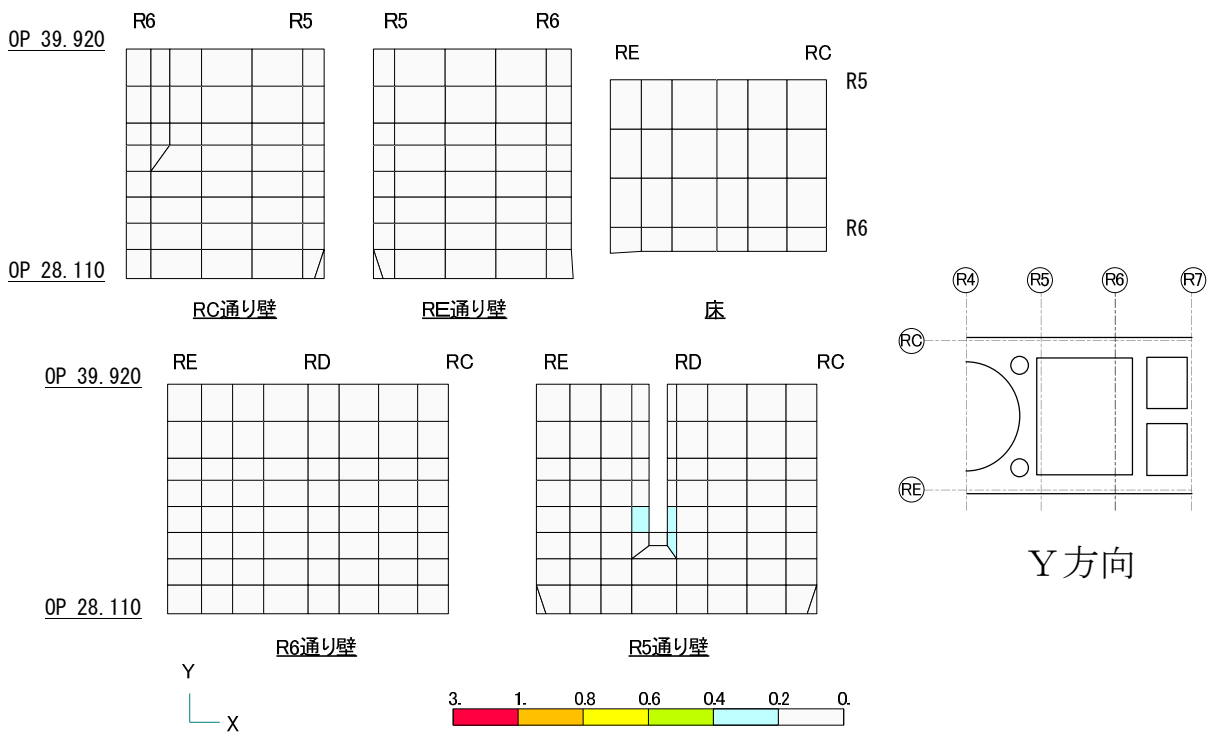 R6 R5
OP 39.920
OP 28.110
RC通り壁
R5 R6
RE通り壁
RE RC
R5
R6
床
RE RD RC
OP 39.920
OP 28.110
R6通り壁
RE RD RC
R5通り壁
R4 R5 R6 R7
RC
RE
Y方向
Y
X
3. 1. 0.8 0.6 0.4 0.2 0.